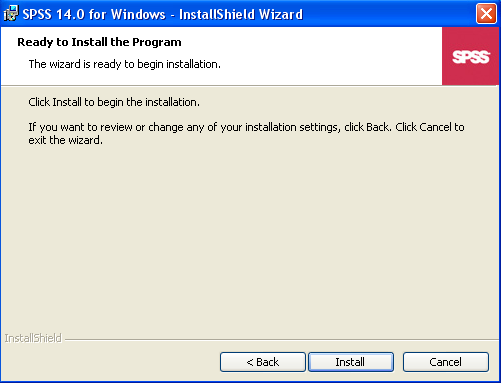 SPSS 14.0 for Windows - InstallShield Wizard
Ready to Install the Program
The wizard is ready to begin installation.
SPSS
Click Install to begin the installation.
If you want to review or change any of your installation settings, click Back. Click Cancel to
exit the wizard.
InstallShield
< Back
Install
Cancel